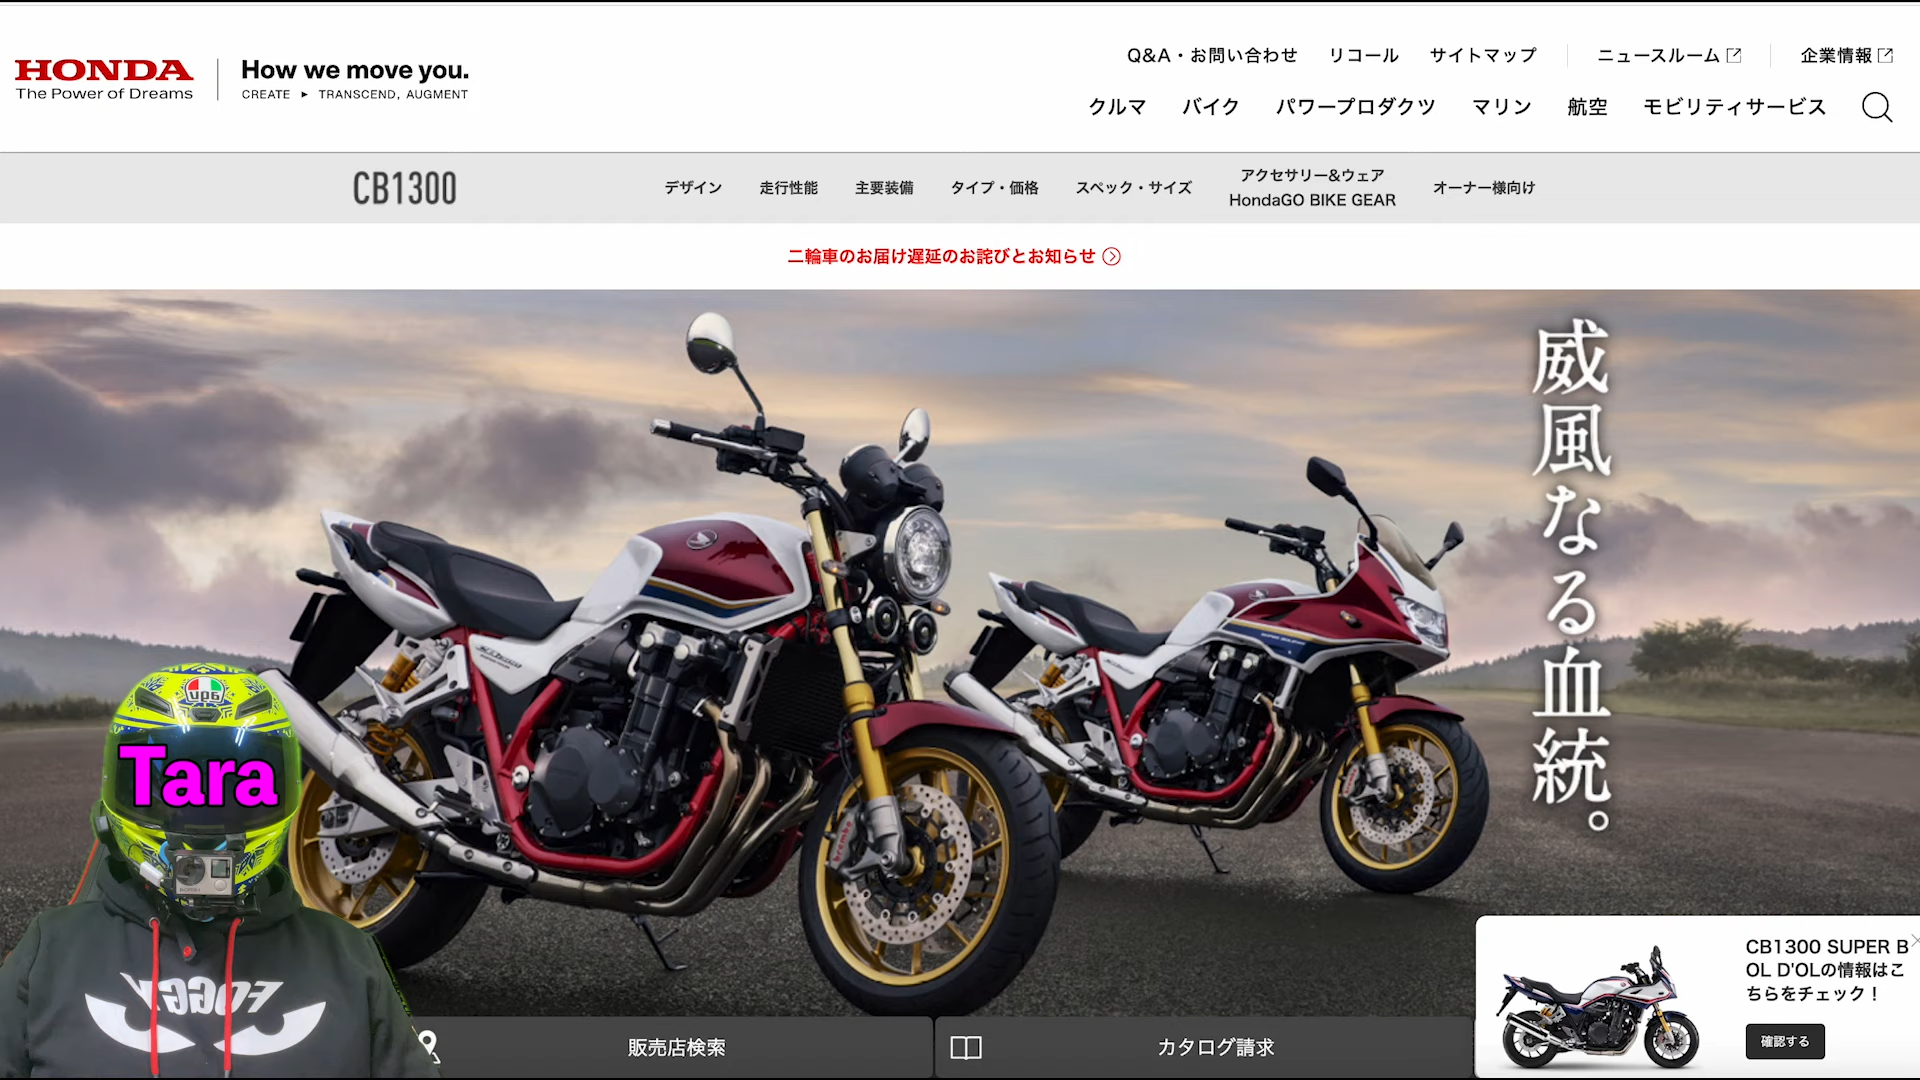 HONDA
The Power of Dreams
How we move you.
CREATE ▸ TRANSCEND, AUGMENT
Q&A・お問い合わせ リコール サイトマップ ニュースルーム 企業情報
クルマ バイク パワープロダクツ マリン 航空 モビリティサービス
CB1300
デザイン 走行性能 主要装備 タイプ・価格 スペック・サイズ アクセサリー&ウェア HondaGO BIKE GEAR オーナー様向け
二輪車のお届け遅延のお詫びとお知らせ
威風なる血統。
Tara
FOGGY
brembo
販売店検索
カタログ請求
CB1300 SUPER B
OL D'OLの情報はこ
ちらをチェック！
確認する